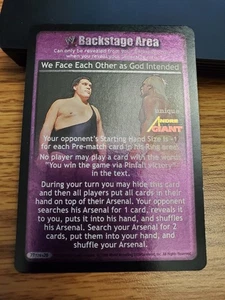 Backstage Area
Can only be revealed from your
when you reveal your
We Face Each Other as God Intended
unique
ANDRE
GIANT
Your opponent's Starting Hand Size is
for each Pre-match card in his Ring area.
No player may play a card with the words
"You win the game via Pinfall victory"
in the text.
During your turn you may hide this card
and then all players put all cards in their
hand on top of their Arsenal. Your opponent
searches his Arsenal for 1 card, reveals it
to you, puts it into his hand, and shuffles
his Arsenal. Search your Arsenal for 2
cards, put them into your hand, and
shuffle your Arsenal.